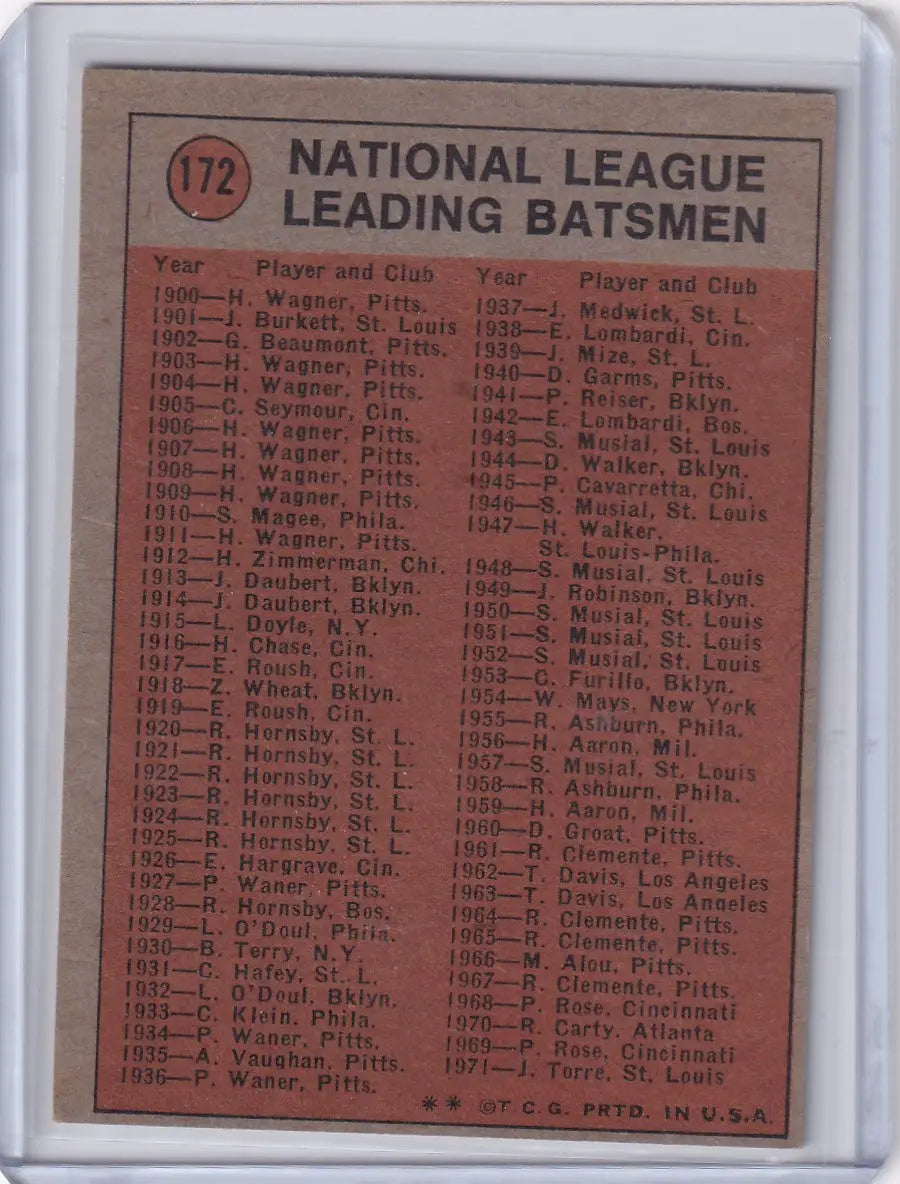 172
NATIONAL LEAGUE
LEADING BATSMEN
Year Player and Club
1900—H. Wagner, Pitts.
1901—J. Burkett, St. Louis
1902—G. Beaumont, Pitts.
1903—H. Wagner, Pitts.
1904—H. Wagner, Pitts.
1905—C. Seymour, Cin.
1906—H. Wagner, Pitts.
1907—H. Wagner, Pitts.
1908—H. Wagner, Pitts.
1909—H. Wagner, Pitts.
1910—S. Magee, Phila.
1911—H. Wagner, Pitts.
1912—H. Zimmerman, Chi.
1913—J. Daubert, Bklyn.
1914—J. Daubert, Bklyn.
1915—L. Doyle, N.Y.
1916—H. Chase, Cin.
1917—E. Roush, Cin.
1918—Z. Wheat, Bklyn.
1919—E. Roush, Cin.
1920—R. Hornsby, St. L.
1921—R. Hornsby, St. L.
1922—R. Hornsby, St. L.
1923—R. Hornsby, St. L.
1924—R. Hornsby, St. L.
1925—R. Hornsby, St. L.
1926—E. Hargrave, Cin.
1927—P. Waner, Pitts.
1928—R. Hornsby, Bos.
1929—L. O'Doul, Phila.
1930—B. Terry, N.Y.
1931—C. Hafey, St. L.
1932—L. O'Doul, Bklyn.
1933—C. Klein, Phila.
1934—P. Waner, Pitts.
1935—A. Vaughan, Pitts.
1936—P. Waner, Pitts.
Year Player and Club
1937—J. Medwick, St. L.
1938—E. Lombardi, Cin.
1939—J. Mize, St. L.
1940—D. Garms, Pitts.
1941—P. Reiser, Bklyn.
1942—E. Lombardi, Bos.
1943—S. Musial, St. Louis
1944—D. Walker, Bklyn.
1945—P. Cavarretta, Chi.
1946—S. Musial, St. Louis
1947—H. Walker,
St. Louis-Phila.
1948—S. Musial, St. Louis
1949—J. Robinson, Bklyn.
1950—S. Musial, St. Louis
1951—S. Musial, St. Louis
1952—S. Musial, St. Louis
1953—C. Furillo, Bklyn.
1954—W. Mays, New York
1955—R. Ashburn, Phila.
1956—H. Aaron, Mil.
1957—S. Musial, St. Louis
1958—R. Ashburn, Phila.
1959—H. Aaron, Mil.
1960—D. Groat, Pitts.
1961—R. Clemente, Pitts.
1962—T. Davis, Los Angeles
1963—T. Davis, Los Angeles
1964—R. Clemente, Pitts.
1965—R. Clemente, Pitts.
1966—M. Alou, Pitts.
1967—R. Clemente, Pitts.
1968—P. Rose, Cincinnati
1970—R. Carty, Atlanta
1969—P. Rose, Cincinnati
1971—J. Torre, St. Louis
** ©T.C.G. PRTD. IN U.S.A.